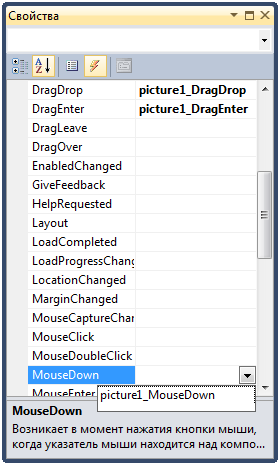 Свойства
DragDrop picture1_DragDrop
DragEnter picture1_DragEnter
DragLeave
DragOver
EnabledChanged
GiveFeedback
HelpRequested
Layout
LoadCompleted
LoadProgressChang
LocationChanged
MarginChanged
MouseCaptureChan
MouseClick
MouseDoubleClick
MouseDown
MouseEnter
picture1_MouseDown
MouseDown
Возникает в момент нажатия кнопки мыши,
когда указатель мыши находится над компо...